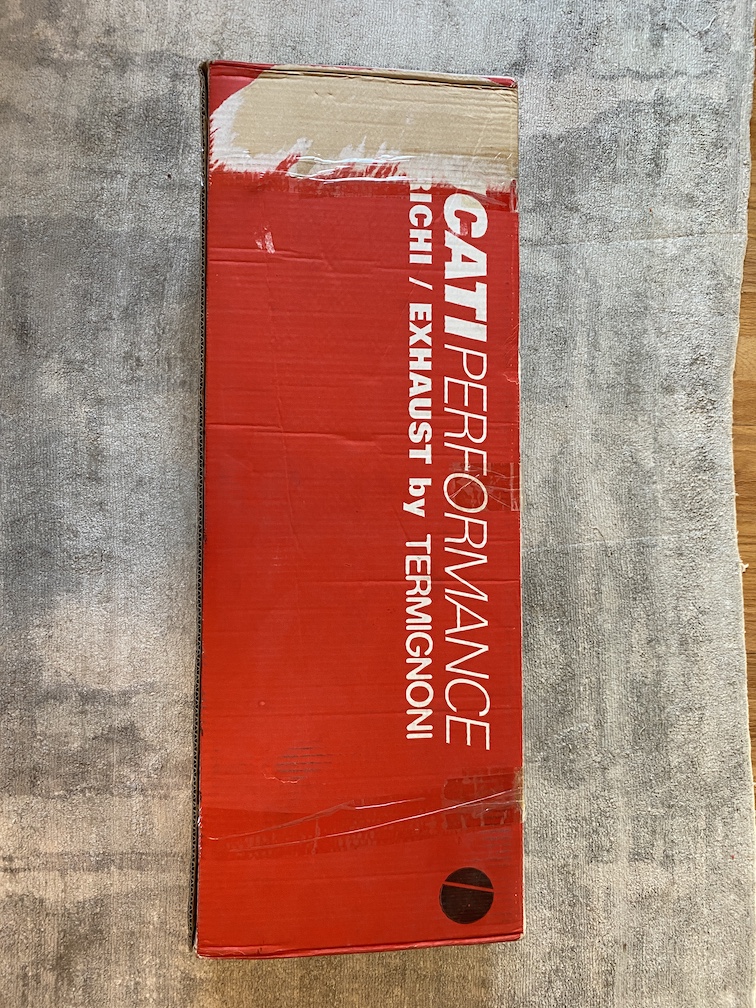 CATI PERFORMANCE
RICHI / EXHAUST by TERMIGNONI